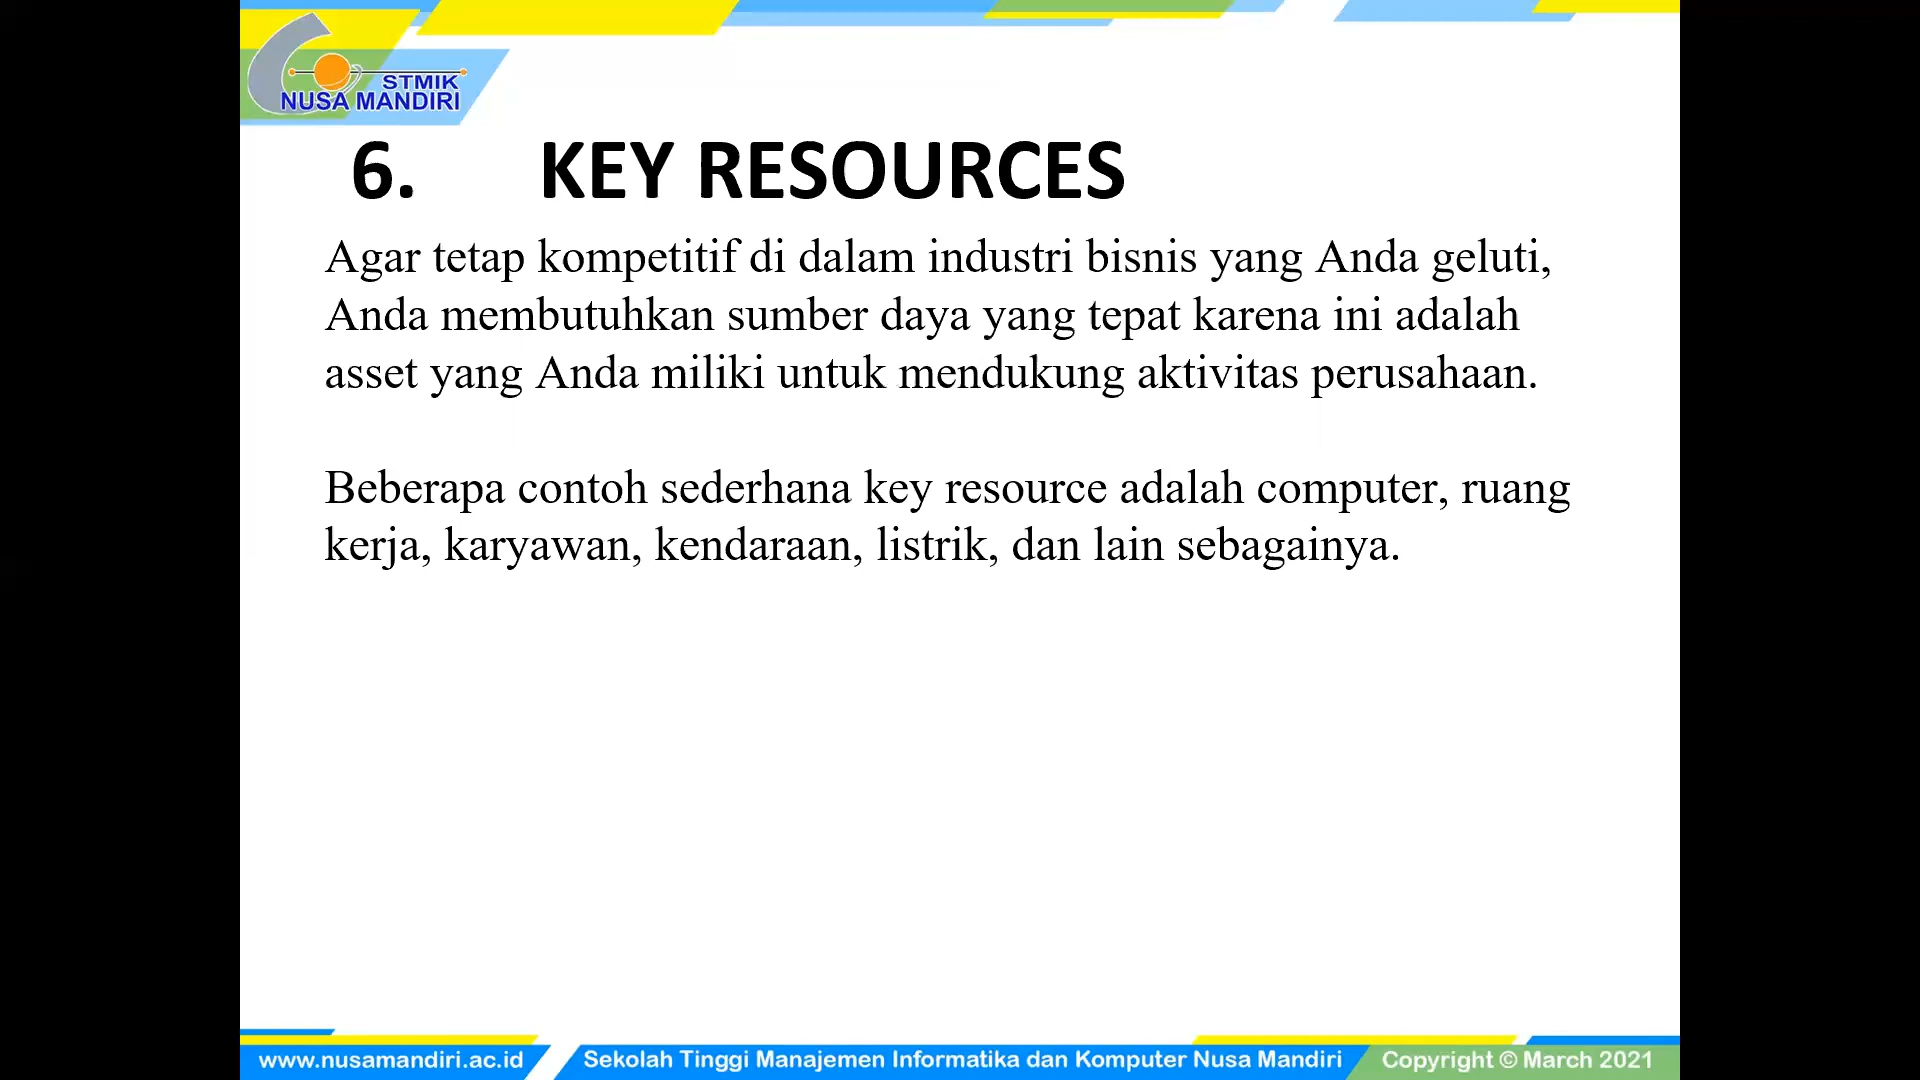 STMIK
NUSA MANDIRI
6. KEY RESOURCES
Agar tetap kompetitif di dalam industri bisnis yang Anda geluti,
Anda membutuhkan sumber daya yang tepat karena ini adalah
asset yang Anda miliki untuk mendukung aktivitas perusahaan.
Beberapa contoh sederhana key resource adalah computer, ruang
kerja, karyawan, kendaraan, listrik, dan lain sebagainya.
www.nusamandiri.ac.id
Sekolah Tinggi Manajemen Informatika dan Komputer Nusa Mandiri
Copyright © March 2021